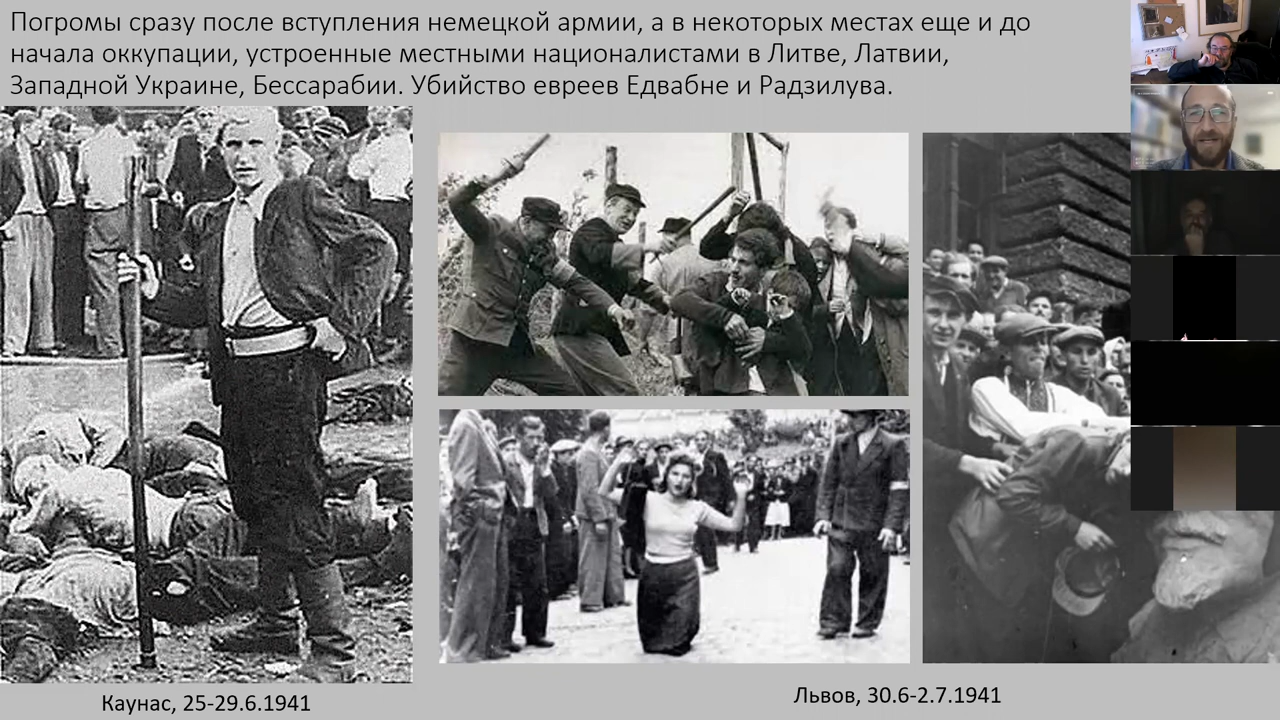 Погромы сразу после вступления немецкой армии, а в некоторых местах еще и до
начала оккупации, устроенные местными националистами в Литве, Латвии,
Западной Украине, Бессарабии. Убийство евреев Едвабне и Радзилува.
Каунас, 25-29.6.1941
Львов, 30.6-2.7.1941